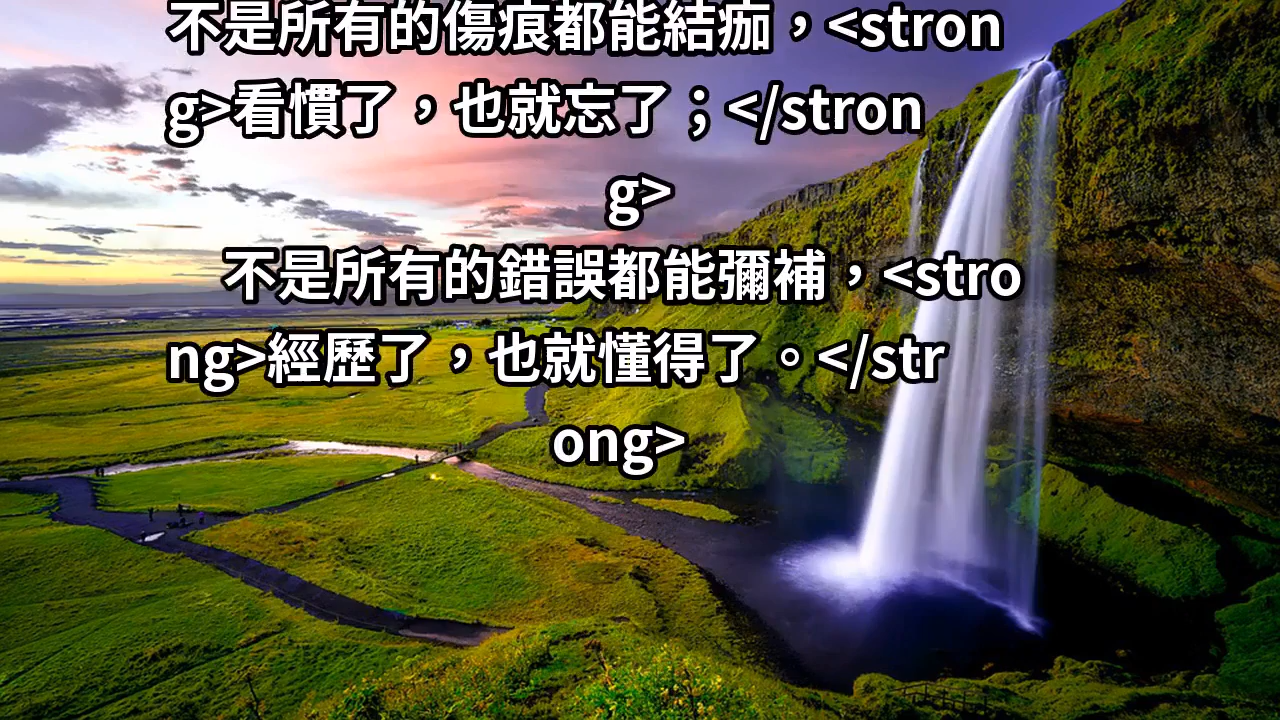 不是所有的傷痕都能結痂，<stron
g>看慣了，也就忘了；</stron
g>
不是所有的錯誤都能彌補，<stro
ng>經歷了，也就懂得了。</str
ong>